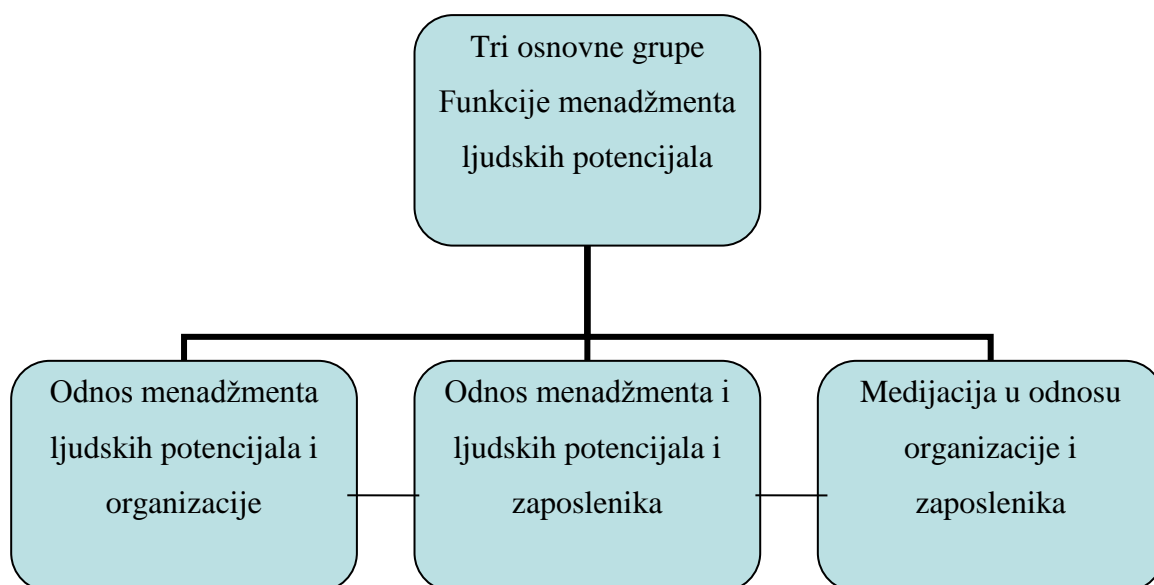 Tri osnovne grupe
Funkcije menadžmenta
ljudskih potencijala
Odnos menadžmenta
ljudskih potencijala i
organizacije
Odnos menadžmenta i
ljudskih potencijala i
zaposlenika
Medijacija u odnosu
organizacije i
zaposlenika